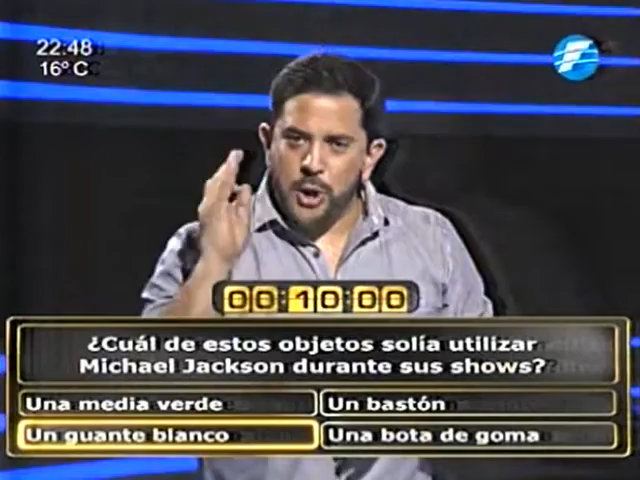 22:48
16º C
00:10:00
¿Cuál de estos objetos solía utilizar
Michael Jackson durante sus shows?
Una media verde
Un bastón
Un guante blanco
Una bota de goma